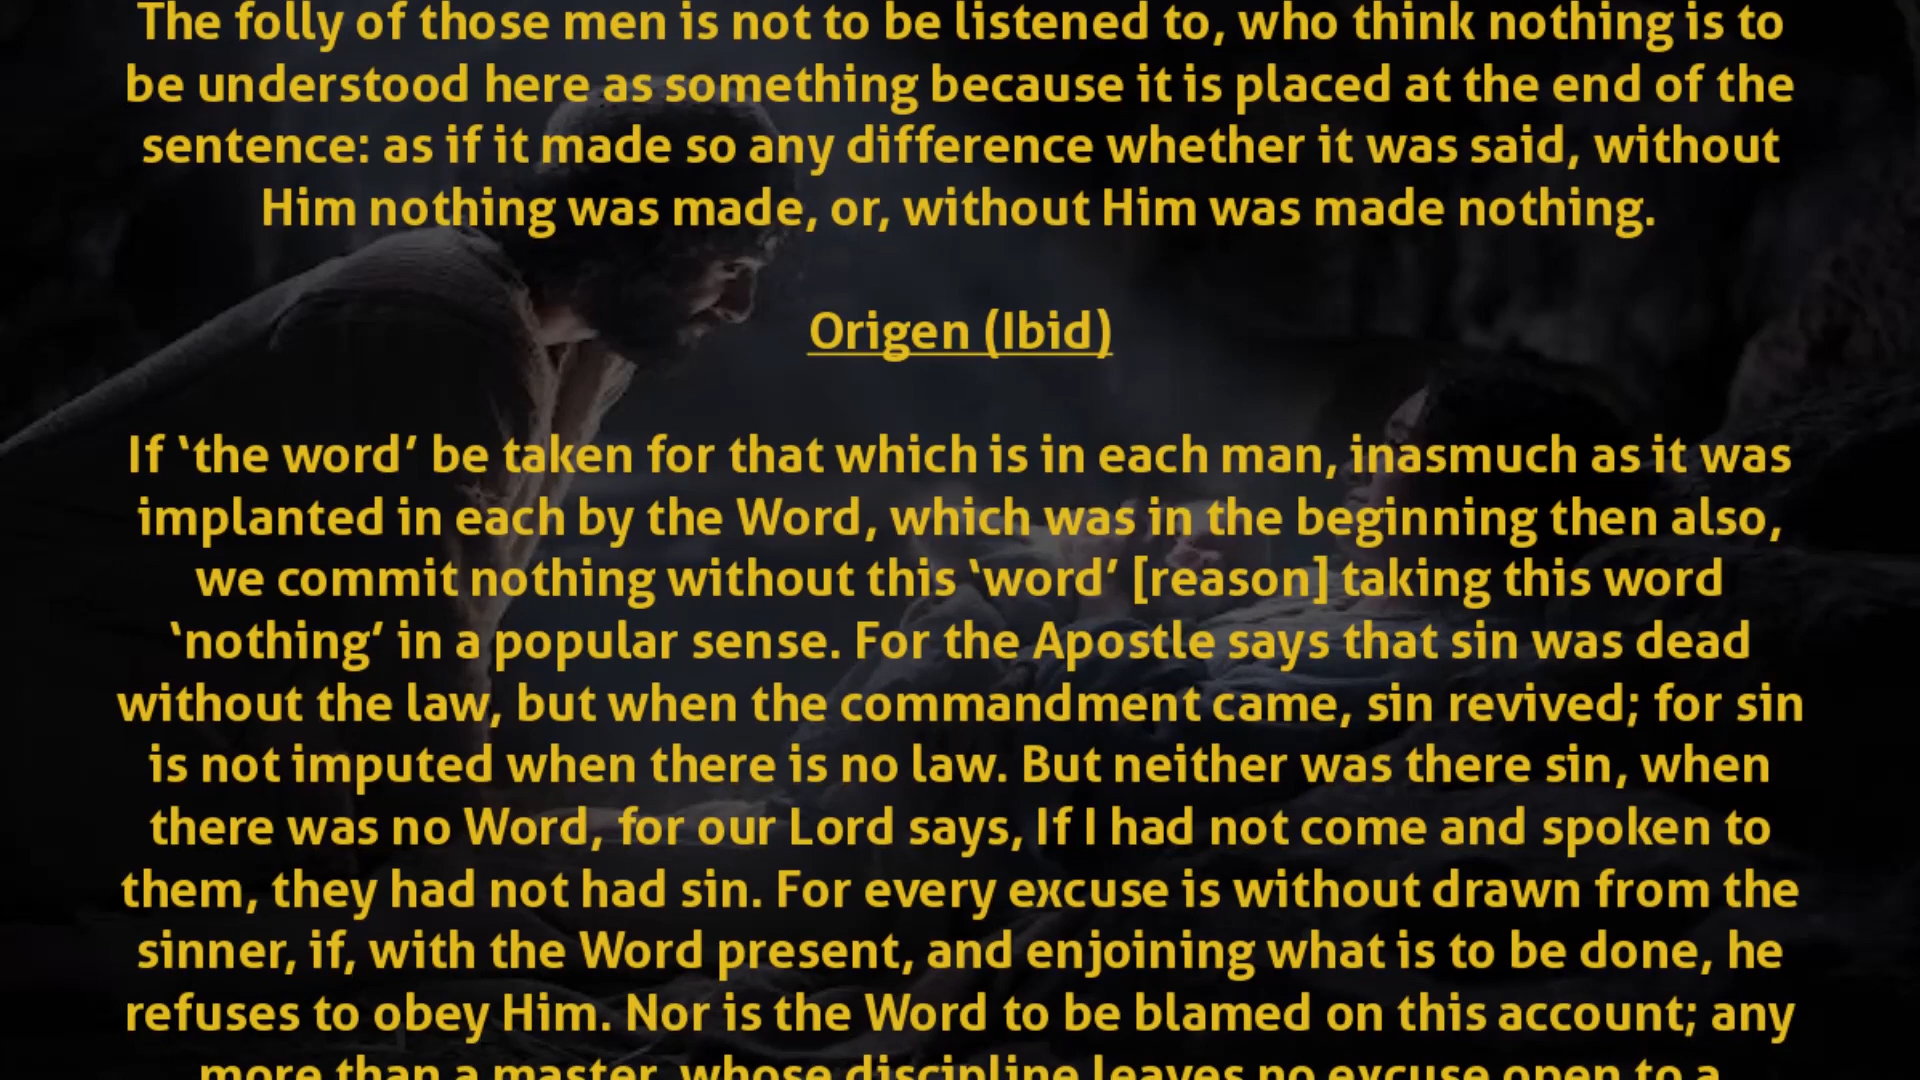 The folly of those men is not to be listened to, who think nothing is to
be understood here as something because it is placed at the end of the
sentence: as if it made so any difference whether it was said, without
Him nothing was made, or, without Him was made nothing.
Origen (Ibid)
If ‘the word’ be taken for that which is in each man, inasmuch as it was
implanted in each by the Word, which was in the beginning then also,
we commit nothing without this ‘word’ [reason] taking this word
‘nothing’ in a popular sense. For the Apostle says that sin was dead
without the law, but when the commandment came, sin revived; for sin
is not imputed when there is no law. But neither was there sin, when
there was no Word, for our Lord says, If I had not come and spoken to
them, they had not had sin. For every excuse is without drawn from the
sinner, if, with the Word present, and enjoining what is to be done, he
refuses to obey Him. Nor is the Word to be blamed on this account; any
more than a master, whose discipline leaves no excuse open to a